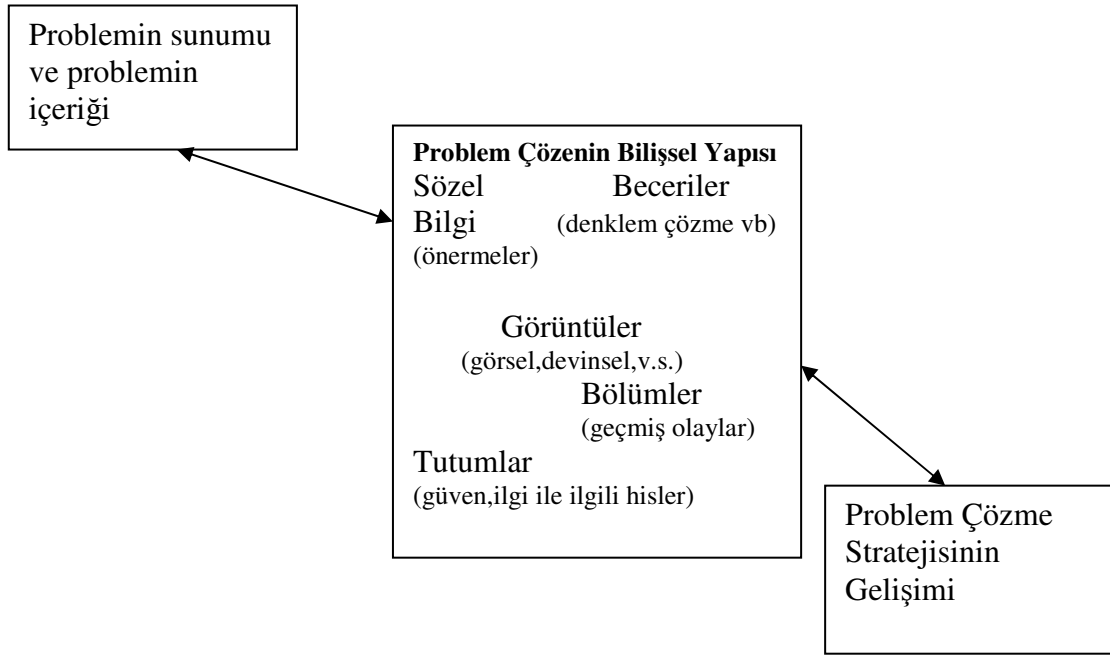 Problemin sunumu
ve problemin
içeriği
Problem Çözenin Bilişsel Yapısı
Sözel Beceriler
Bilgi (denklem çözme vb)
(önermeler)
Görüntüler
(görsel,devinsel,v.s.)
Bölümler
(geçmiş olaylar)
Tutumlar
(güven,ilgi ile ilgili hisler)
Problem Çözme
Stratejisinin
Gelişimi